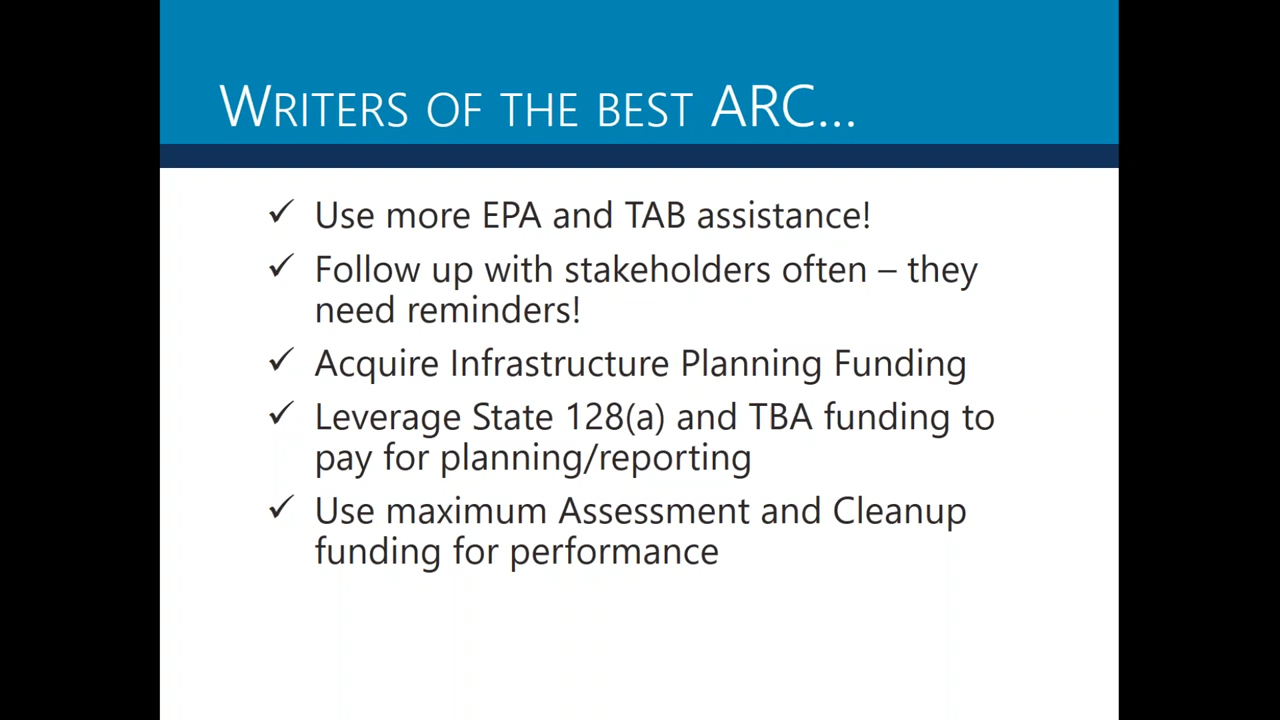 WRITERS OF THE BEST ARC...
✓ Use more EPA and TAB assistance!
✓ Follow up with stakeholders often – they
need reminders!
✓ Acquire Infrastructure Planning Funding
✓ Leverage State 128(a) and TBA funding to
pay for planning/reporting
✓ Use maximum Assessment and Cleanup
funding for performance